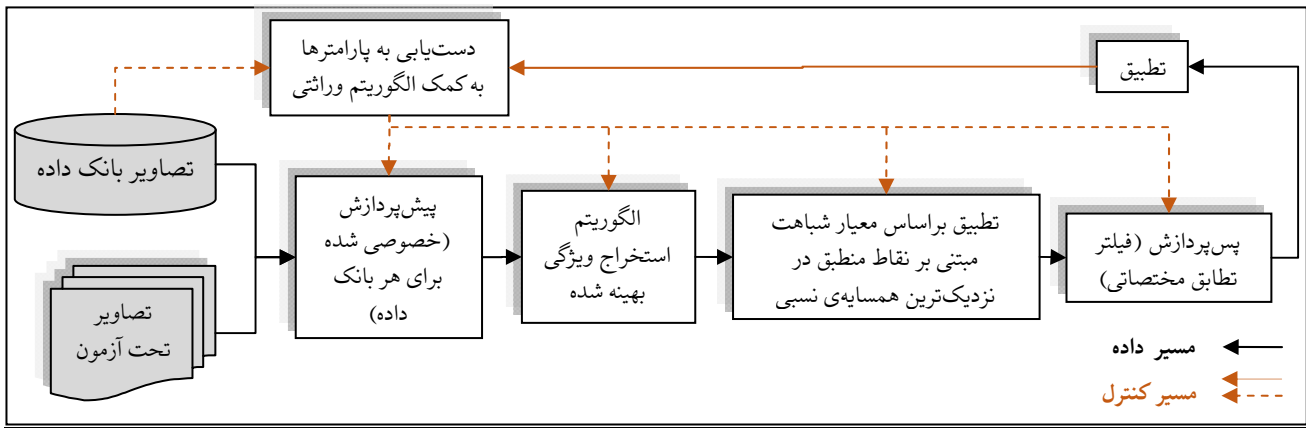 دست‌یابی به پارامترها
به‌کمک الگوریتم وراثتی
تطبیق
تصاویر بانک داده
پیش‌پردازش
(خصوصی شده
برای هر بانک
داده)
الگوریتم
استخراج ویژگی
بهینه شده
تطبیق براساس معیار شباهت
مبتنی بر نقاط منطبق در
نزدیک‌ترین همسایه‌ی نسبی
پس‌پردازش (فیلتر
تطابق مختصاتی)
تصاویر
تحت آزمون
مسیر داده
مسیر کنترل